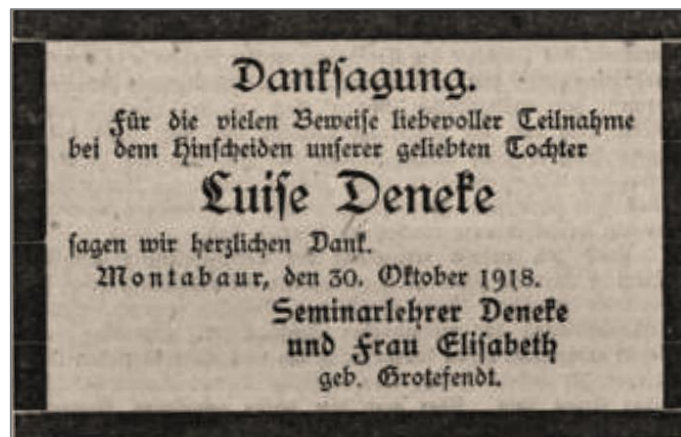 Dankſagung.
Für die vielen Beweiſe liebevoller Teilnahme
bei dem Hinſcheiden unſerer geliebten Tochter
Luiſe Deneke
ſagen wir herzlichen Dank.
Montabaur, den 30. Oktober 1918.
Seminarlehrer Deneke
und Frau Eliſabeth
geb. Grotefendt.